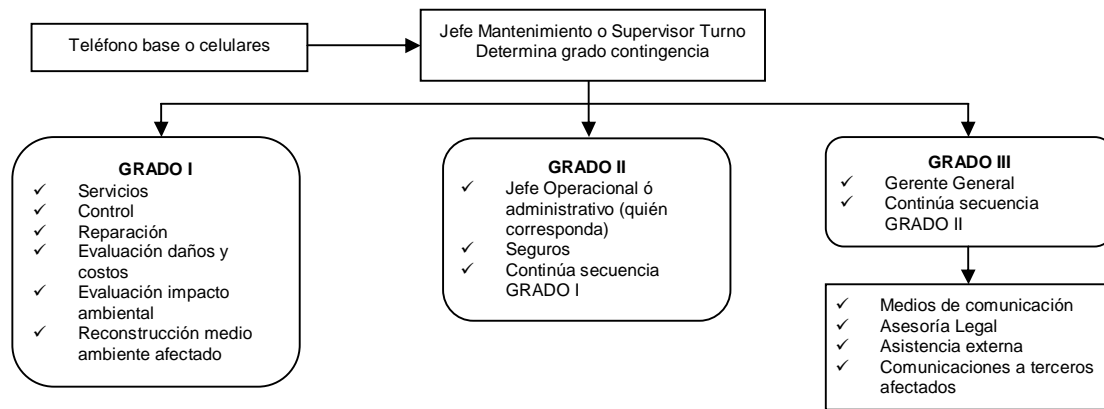 Teléfono base o celulares
Jefe Mantenimiento o Supervisor Turno
Determina grado contingencia
GRADO I
✓ Servicios
✓ Control
✓ Reparación
✓ Evaluación daños y
costos
✓ Evaluación impacto
ambiental
✓ Reconstrucción medio
ambiente afectado
GRADO II
✓ Jefe Operacional ó
administrativo (quién
corresponda)
✓ Seguros
✓ Continúa secuencia
GRADO I
GRADO III
✓ Gerente General
✓ Continúa secuencia
GRADO II
✓ Medios de comunicación
✓ Asesoría Legal
✓ Asistencia externa
✓ Comunicaciones a terceros
afectados